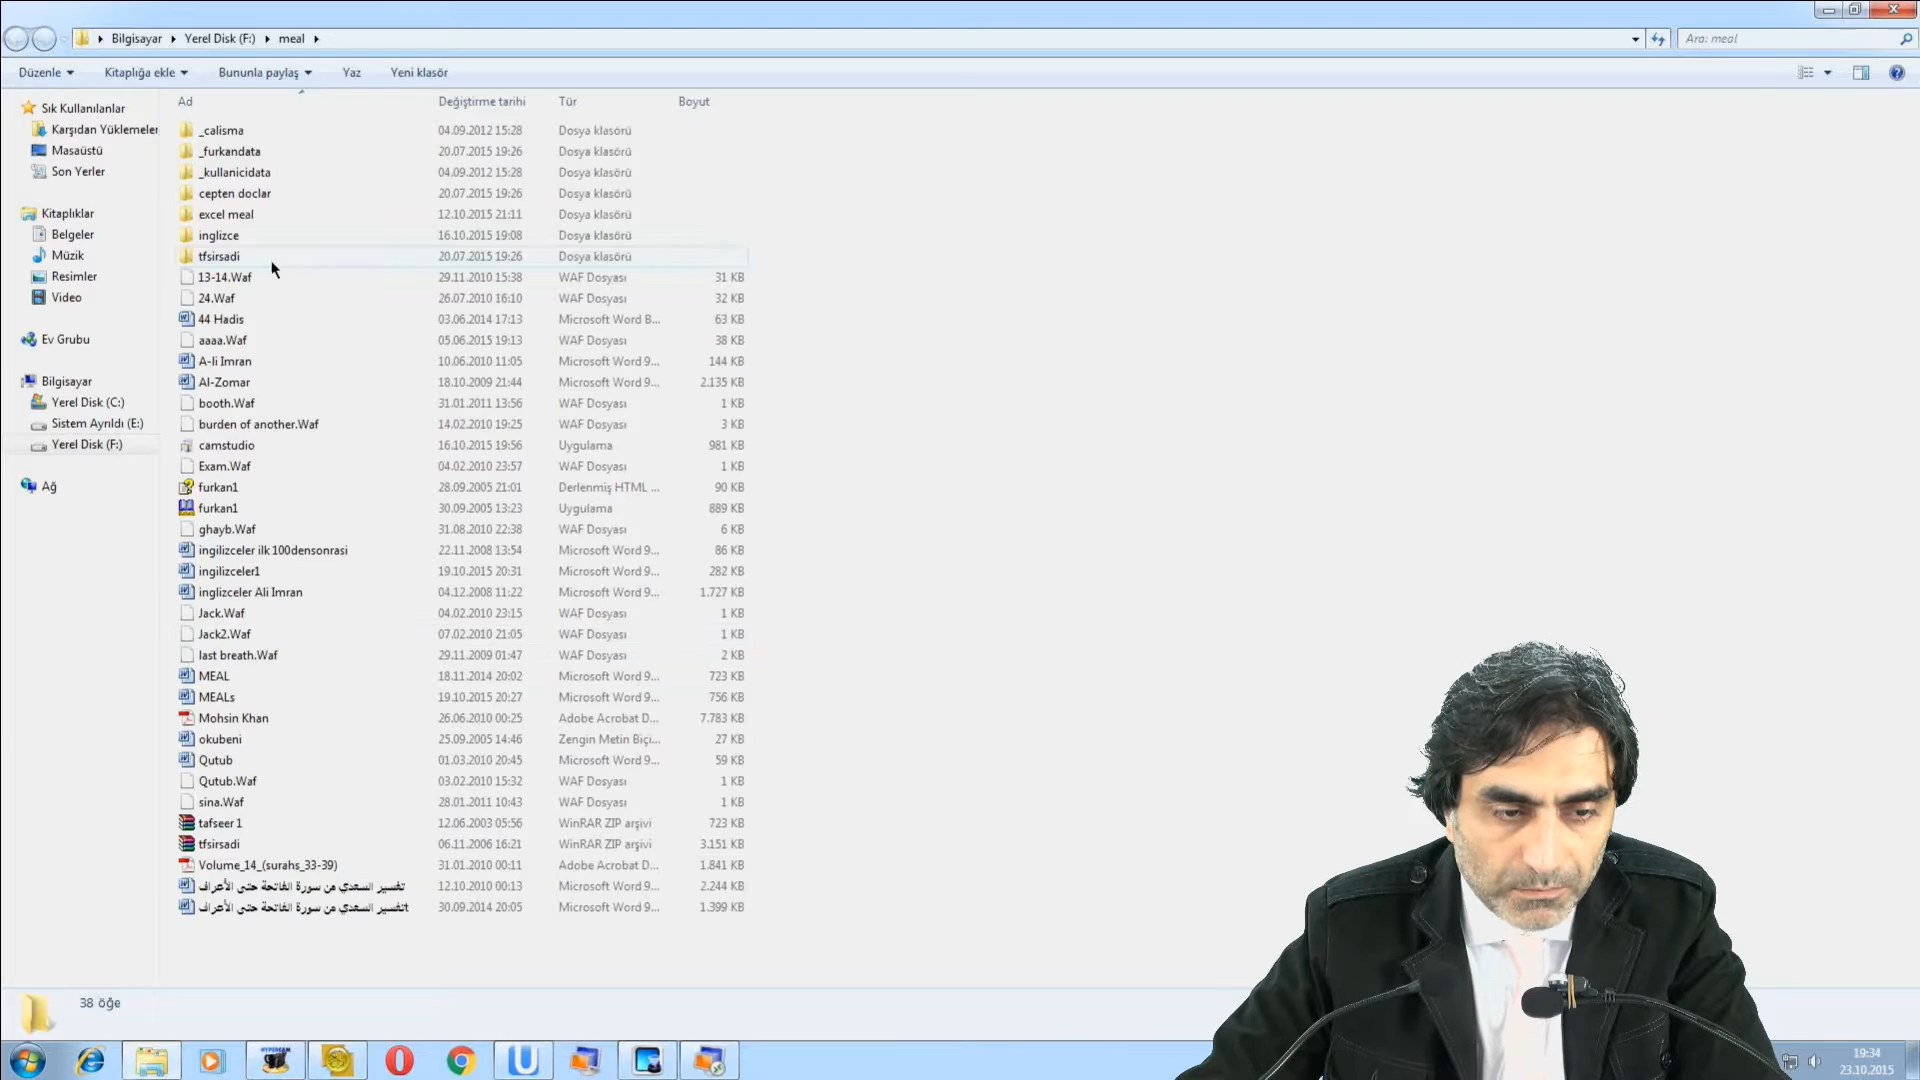 Bilgisayar Yerel Disk (F:) meal Ara: meal
Düzenle Kitaplığa ekle Bununla paylaş Yaz Yeni klasör
Sık Kullanılanlar
Karşıdan Yüklemeler
Masaüstü
Son Yerler
Kitaplıklar
Belgeler
Müzik
Resimler
Video
Ev Grubu
Bilgisayar
Yerel Disk (C:)
Sistem Ayrıldı (E:)
Yerel Disk (F:)
Ağ
Ad Değiştirme tarihi Tür Boyut
_calisma 04.09.2012 15:28 Dosya klasörü
_furkandata 20.07.2015 19:26 Dosya klasörü
_kullanicidata 04.09.2012 15:28 Dosya klasörü
cepten doclar 20.07.2015 19:26 Dosya klasörü
excel meal 12.10.2015 21:11 Dosya klasörü
inglizce 16.10.2015 19:08 Dosya klasörü
tfsirsadi 20.07.2015 19:26 Dosya klasörü
13-14.Waf 29.11.2010 15:38 WAF Dosyası 31 KB
24.Waf 26.07.2010 16:10 WAF Dosyası 32 KB
44 Hadis 03.06.2014 17:13 Microsoft Word B... 63 KB
aaaa.Waf 05.06.2015 19:13 WAF Dosyası 38 KB
A-li Imran 10.06.2010 11:05 Microsoft Word 9... 144 KB
Al-Zomar 18.10.2009 21:44 Microsoft Word 9... 2.135 KB
booth.Waf 31.01.2011 13:56 WAF Dosyası 1 KB
burden of another.Waf 14.02.2010 19:25 WAF Dosyası 3 KB
camstudio 16.10.2015 19:56 Uygulama 981 KB
Exam.Waf 04.02.2010 23:57 WAF Dosyası 1 KB
furkan1 28.09.2005 21:01 Derlenmiş HTML ... 90 KB
furkan1 30.09.2005 13:23 Uygulama 889 KB
ghayb.Waf 31.08.2010 22:38 WAF Dosyası 6 KB
ingilizceler ilk 100densonrasi 22.11.2008 13:54 Microsoft Word 9... 86 KB
ingilizceler1 19.10.2015 20:31 Microsoft Word 9... 282 KB
inglizceler Ali Imran 04.12.2008 11:22 Microsoft Word 9... 1.727 KB
Jack.Waf 04.02.2010 23:15 WAF Dosyası 1 KB
Jack2.Waf 07.02.2010 21:05 WAF Dosyası 1 KB
last breath.Waf 29.11.2009 01:47 WAF Dosyası 2 KB
MEAL 18.11.2014 20:02 Microsoft Word 9... 723 KB
MEALs 19.10.2015 20:27 Microsoft Word 9... 756 KB
Mohsin Khan 26.06.2010 00:25 Adobe Acrobat D... 7.783 KB
okubeni 25.09.2005 14:46 Zengin Metin Biçi... 27 KB
Qutub 01.03.2010 20:45 Microsoft Word 9... 59 KB
Qutub.Waf 03.02.2010 15:32 WAF Dosyası 1 KB
sina.Waf 28.01.2011 10:43 WAF Dosyası 1 KB
tafseer 1 12.06.2003 05:56 WinRAR ZIP arşivi 723 KB
tfsirsadi 06.11.2006 16:21 WinRAR ZIP arşivi 3.151 KB
Volume_14_(surahs_33-39) 31.01.2010 00:11 Adobe Acrobat D... 1.841 KB
تفسير السعدي من سورة الفاتحة حتى الأعراف 12.10.2010 00:13 Microsoft Word 9... 2.244 KB
تفسير السعدي من سورة الفاتحة حتى الأعرافt 30.09.2014 20:05 Microsoft Word 9... 1.399 KB
38 öğe
19:34
23.10.2015